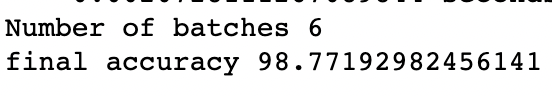 Number of batches 6
final accuracy 98.77192982456141